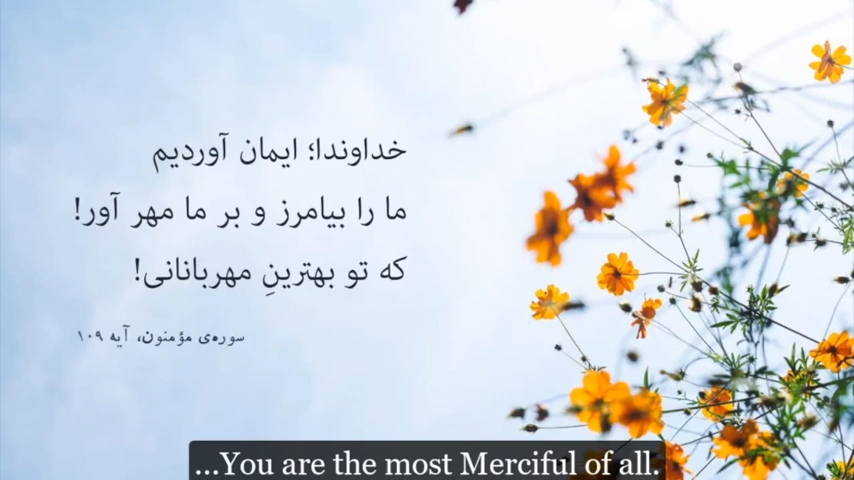 خداوندا؛ ایمان آوردیم
ما را بیامرز و بر ما مهر آور!
که تو بهترینِ مهربانانی!
سوره‌ی مؤمنون، آیه ۱۰۹
...You are the most Merciful of all.